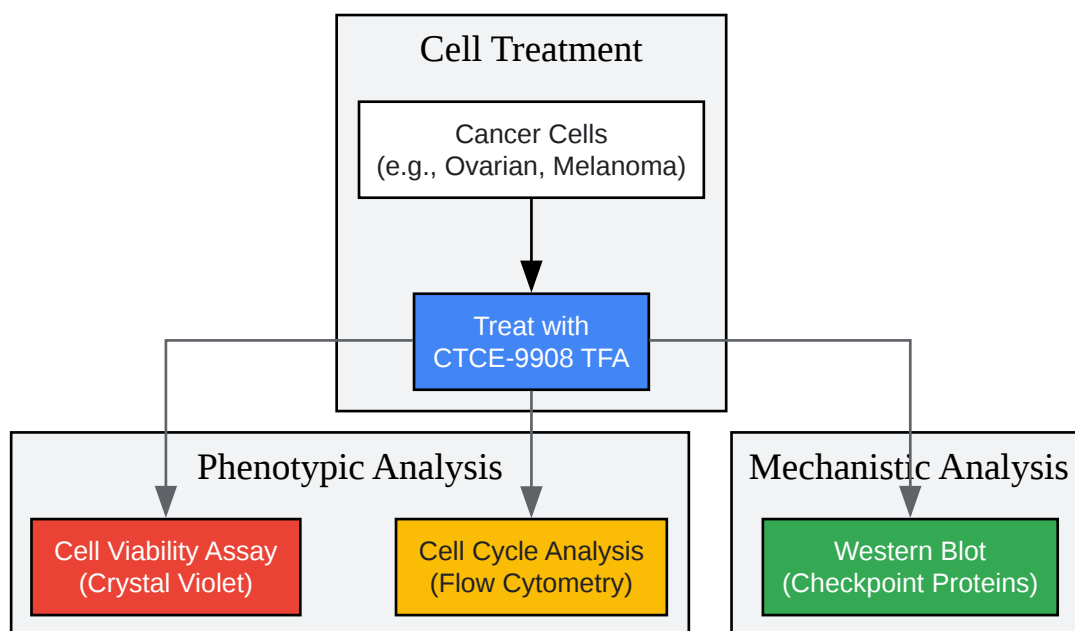 Cell Treatment
Cancer Cells
(e.g., Ovarian, Melanoma)
Treat with
CTCE-9908 TFA
Phenotypic Analysis
Cell Viability Assay
(Crystal Violet)
Cell Cycle Analysis
(Flow Cytometry)
Mechanistic Analysis
Western Blot
(Checkpoint Proteins)